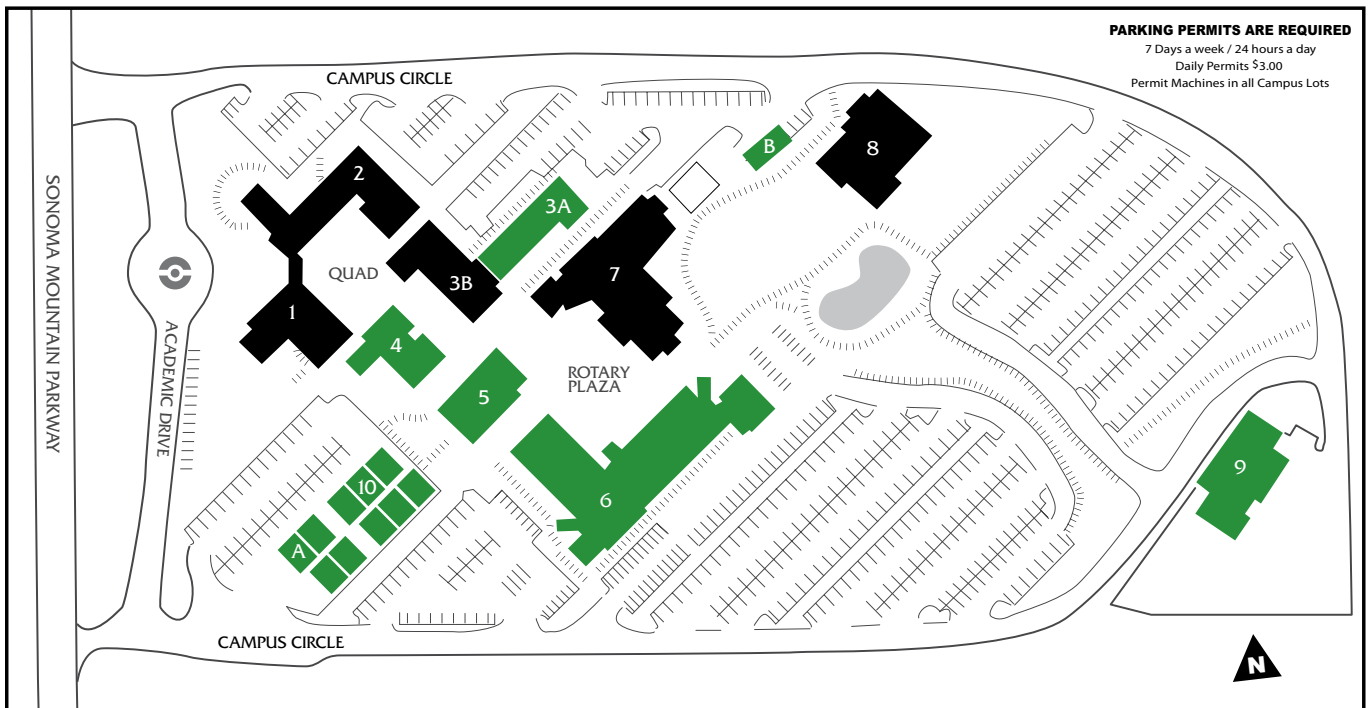 PARKING PERMITS ARE REQUIRED
7 Days a week / 24 hours a day
Daily Permits $3.00
Permit Machines in all Campus Lots
CAMPUS CIRCLE
B
8
2
3A
SONOMA MOUNTAIN PARKWAY
QUAD
3B
7
1
ACADEMIC DRIVE
4
ROTARY
PLAZA
5
9
10
6
A
CAMPUS CIRCLE
N